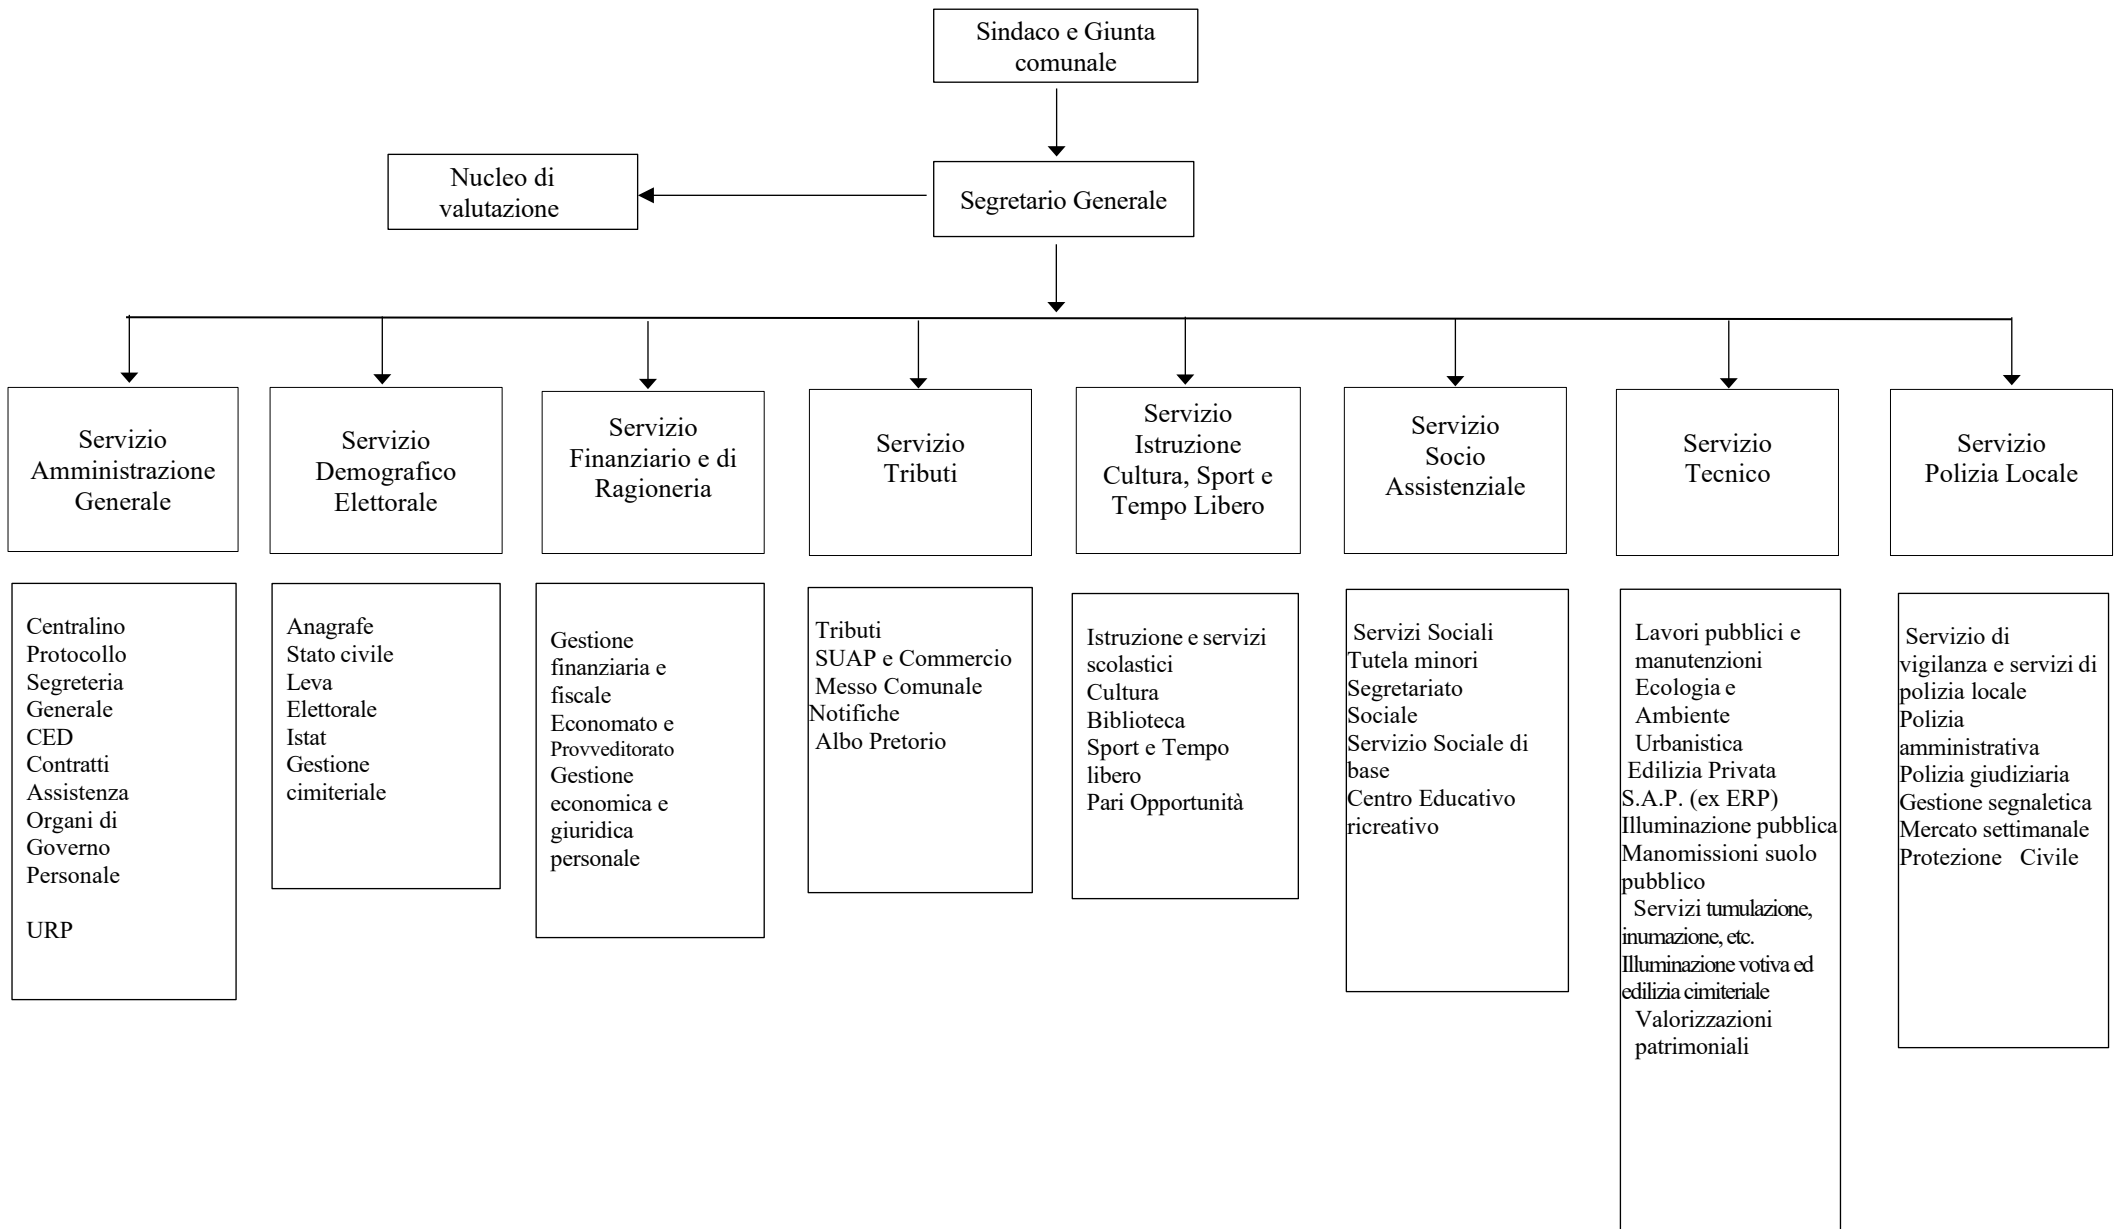 Sindaco e Giunta
comunale
Nucleo di
valutazione
Segretario Generale
Servizio
Amministrazione
Generale
Servizio
Demografico
Elettorale
Servizio
Finanziario e di
Ragioneria
Servizio
Tributi
Servizio
Istruzione
Cultura, Sport e
Tempo Libero
Servizio
Socio
Assistenziale
Servizio
Tecnico
Servizio
Polizia Locale
Centralino
Protocollo
Segreteria
Generale
CED
Contratti
Assistenza
Organi di
Governo
Personale
URP
Anagrafe
Stato civile
Leva
Elettorale
Istat
Gestione
cimiteriale
Gestione
finanziaria e
fiscale
Economato e
Provveditorato
Gestione
economica e
giuridica
personale
Tributi
SUAP e Commercio
Messo Comunale
Notifiche
Albo Pretorio
Istruzione e servizi
scolastici
Cultura
Biblioteca
Sport e Tempo
libero
Pari Opportunità
Servizi Sociali
Tutela minori
Segretariato
Sociale
Servizio Sociale di
base
Centro Educativo
ricreativo
Lavori pubblici e
manutenzioni
Ecologia e
Ambiente
Urbanistica
Edilizia Privata
S.A.P. (ex ERP)
Illuminazione pubblica
Manomissioni suolo
pubblico
Servizi tumulazione,
inumazione, etc.
Illuminazione votiva ed
edilizia cimiteriale
Valorizzazioni
patrimoniali
Servizio di
vigilanza e servizi di
polizia locale
Polizia
amministrativa
Polizia giudiziaria
Gestione segnaletica
Mercato settimanale
Protezione Civile